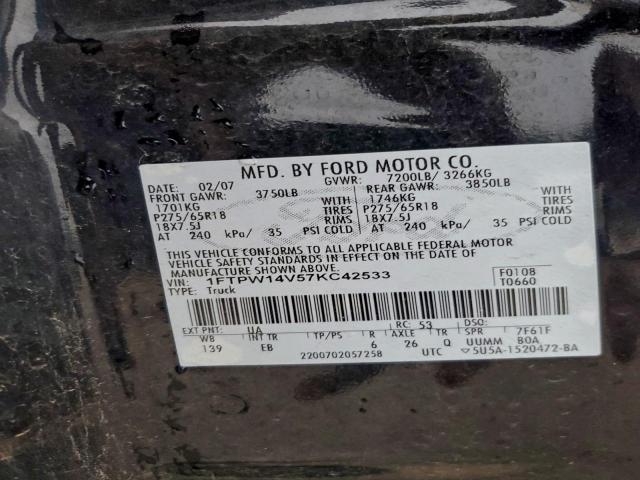 MFD. BY FORD MOTOR CO.
DATE: 02/07 GVWR: 7200LB/ 3266KG
FRONT GAWR: 3750LB REAR GAWR: 3850LB
1701KG WITH 1746KG WITH
P275/65R18 TIRES P275/65R18 TIRES
18X7.5J RIMS 18X7.5J RIMS
AT 240 kPa/ 35 PSI COLD AT 240 kPa/ 35 PSI COLD
THIS VEHICLE CONFORMS TO ALL APPLICABLE FEDERAL MOTOR
VEHICLE SAFETY STANDARDS IN EFFECT ON THE DATE OF
MANUFACTURE SHOWN ABOVE.
VIN: 1FTPW14V57KC42533 F0108
TYPE: Truck T0660
EXT PNT: UA RC: 53 7F61F
WB INT TR TP/PS R AXLE TR SPR
139 EB 6 26 Q UUMM BOA
2200702057258 UTC 5U5A-1520472-BA